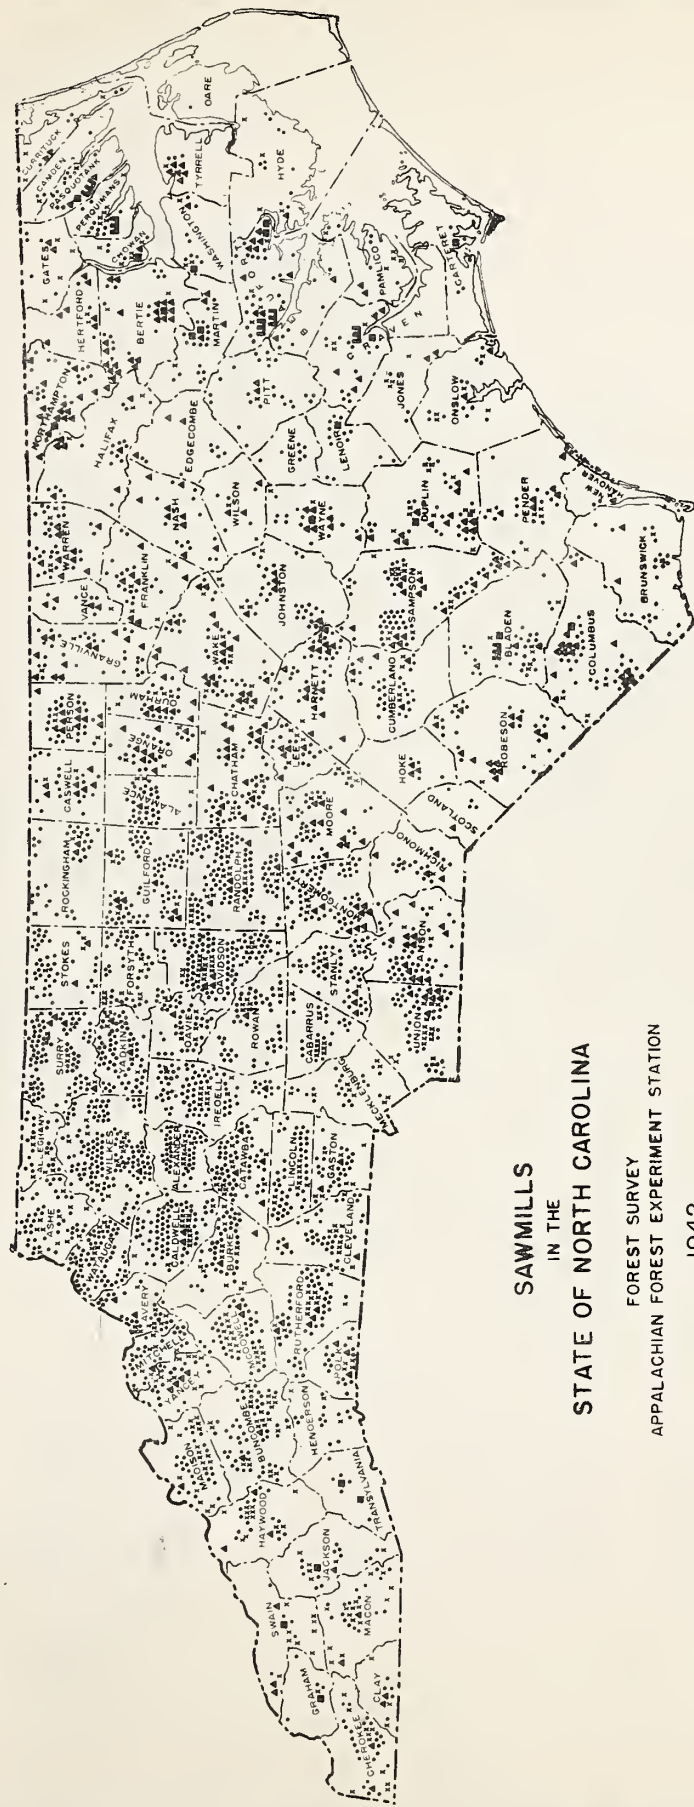 SAWMILLS
IN THE
STATE OF NORTH CAROLINA
FOREST SURVEY
APPALACHIAN FOREST EXPERIMENT STATION
1942
CHEROKEE
GRAHAM
CLAY
SWAIN
MACON
JACKSON
HAYWOOD
TRANSYLVANIA
MADISON
BUNCOMBE
HENDERSON
YANCEY
MITCHELL
AVERY
MCDOWELL
RUTHERFORD
POLK
WATAUGA
ASHE
CALDWELL
BURKE
CLEVELAND
ALLEGHANY
WILKES
ALEXANDER
CATAWBA
LINCOLN
GASTON
SURRY
YADKIN
IREDELL
MECKLENBURG
DAVIE
ROWAN
CABARRUS
UNION
STOKES
FORSYTH
DAVIDSON
STANLY
ANSON
ROCKINGHAM
GUILFORD
RANDOLPH
MONTGOMERY
RICHMOND
CASWELL
ALAMANCE
CHATHAM
MOORE
SCOTLAND
PERSON
ORANGE
DURHAM
LEE
HOKE
ROBESON
GRANVILLE
VANCE
WAKE
HARNETT
CUMBERLAND
BLADEN
COLUMBUS
WARREN
FRANKLIN
JOHNSTON
SAMPSON
BRUNSWICK
HALIFAX
NASH
WILSON
WAYNE
DUPLIN
PENDER
NEW
HANOVER
NORTHAMPTON
EDGECOMBE
GREENE
LENOIR
ONSLOW
HERTFORD
BERTIE
MARTIN
PITT
JONES
GATES
CHOWAN
WASHINGTON
BEAUFORT
CRAVEN
PAMLICO
CARTERET
CURRITUCK
CAMDEN
PASQUOTANK
PERQUIMANS
TYRRELL
DARE
HYDE